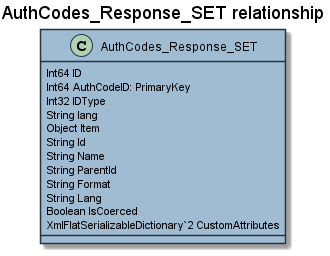 AuthCodes_Response_SET relationship
C AuthCodes_Response_SET
Int64 ID
Int64 AuthCodeID: PrimaryKey
Int32 IDType
String lang
Object Item
String Id
String Name
String ParentId
String Format
String Lang
Boolean IsCoerced
XmlFlatSerializableDictionary`2 CustomAttributes